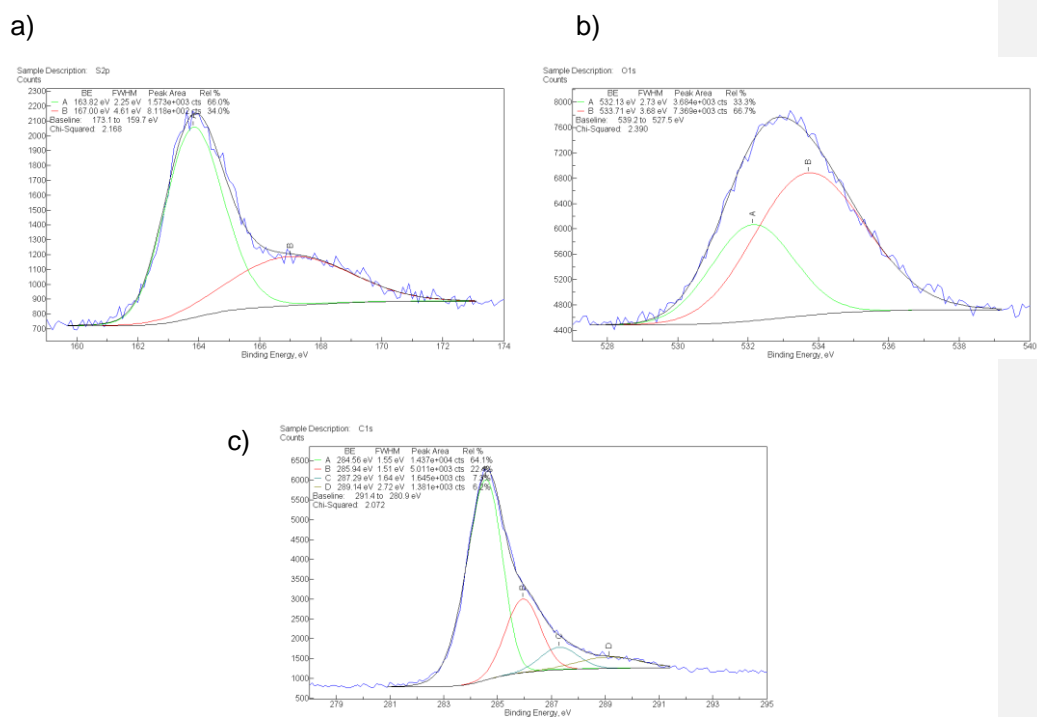 a)
Sample Description: S2p
Counts
BE FWHM Peak Area Rel %
A 163.82 eV 2.25 eV 1.573e+003 cts 66.0%
B 167.00 eV 4.61 eV 8.118e+002 cts 34.0%
Baseline: 173.1 to 159.7 eV
Chi-Squared: 2.168
2300
2200
2100
2000
1900
1800
1700
1600
1500
1400
1300
1200
1100
1000
900
800
700
A
B
160 162 164 166 168 170 172 174
Binding Energy, eV
b)
Sample Description: O1s
Counts
BE FWHM Peak Area Rel %
A 532.13 eV 2.73 eV 3.684e+003 cts 33.3%
B 533.71 eV 3.68 eV 7.369e+003 cts 66.7%
Baseline: 539.2 to 527.5 eV
Chi-Squared: 2.390
8000
7600
7200
6800
6400
6000
5600
5200
4800
4400
A
B
528 530 532 534 536 538 540
Binding Energy, eV
c)
Sample Description: C1s
Counts
BE FWHM Peak Area Rel %
A 284.56 eV 1.55 eV 1.437e+004 cts 64.1%
B 285.94 eV 1.51 eV 5.011e+003 cts
C 287.29 eV 1.64 eV 1.645e+003 cts
D 289.14 eV 2.72 eV 1.381e+003 cts 6.2%
Baseline: 291.4 to 280.9 eV
Chi-Squared: 2.072
6500
6000
5500
5000
4500
4000
3500
3000
2500
2000
1500
1000
500
B
C
D
279 281 283 285 287 289 291 293 295
Binding Energy, eV